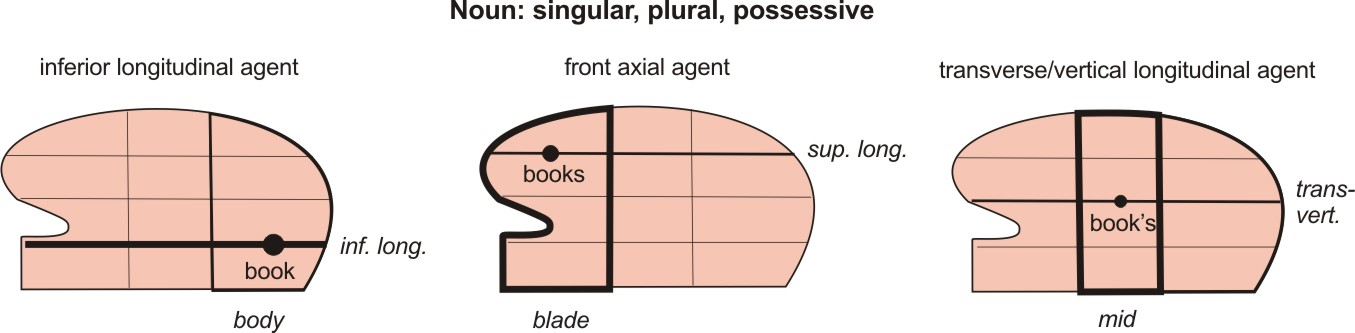 Noun: singular, plural, possessive
inferior longitudinal agent
front axial agent
transverse/vertical longitudinal agent
book
inf. long.
body
books
sup. long.
blade
book's
trans-
vert.
mid